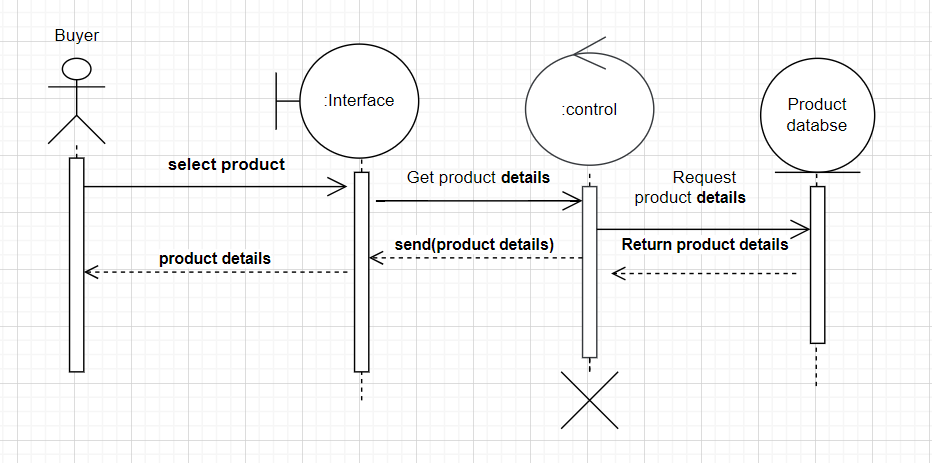 Buyer
:Interface
:control
Product
databse
select product
Get product details
Request
product details
send(product details)
Return product details
product details